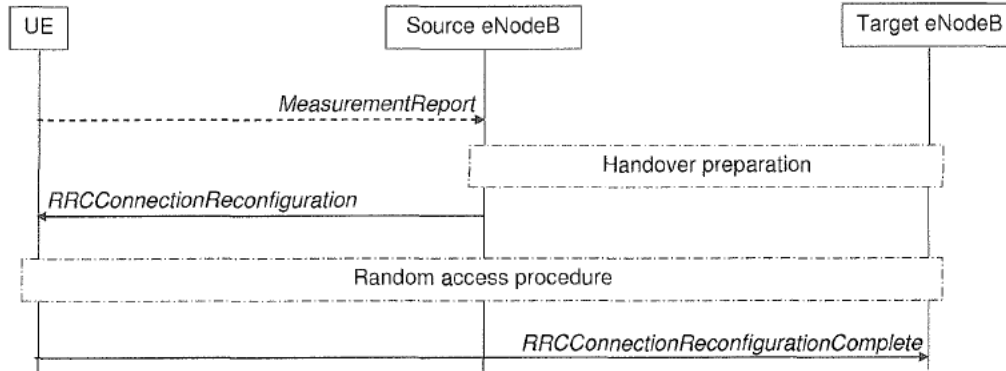 UE
Source eNodeB
Target eNodeB
MeasurementReport
Handover preparation
RRCConnectionReconfiguration
Random access procedure
RRCConnectionReconfigurationComplete